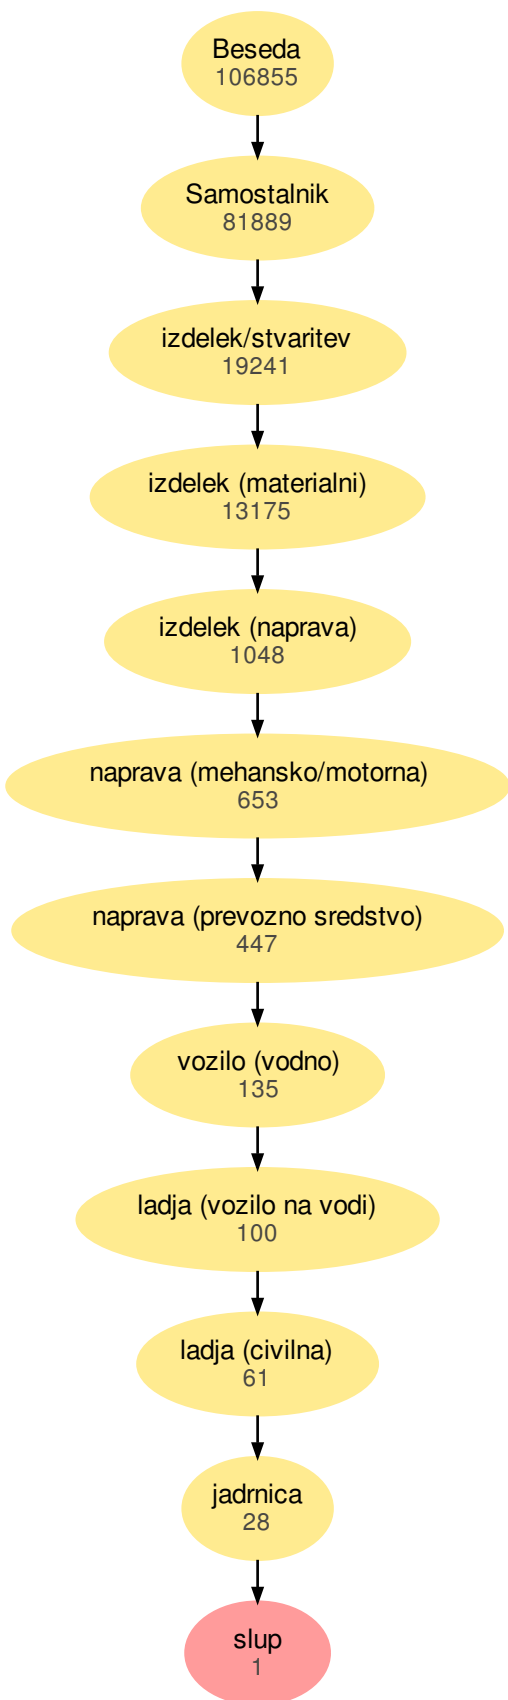 Beseda
106855
Samostalnik
81889
izdelek/stvaritev
19241
izdelek (materialni)
13175
izdelek (naprava)
1048
naprava (mehansko/motorna)
653
naprava (prevozno sredstvo)
447
vozilo (vodno)
135
ladja (vozilo na vodi)
100
ladja (civilna)
61
jadrnica
28
slup
1